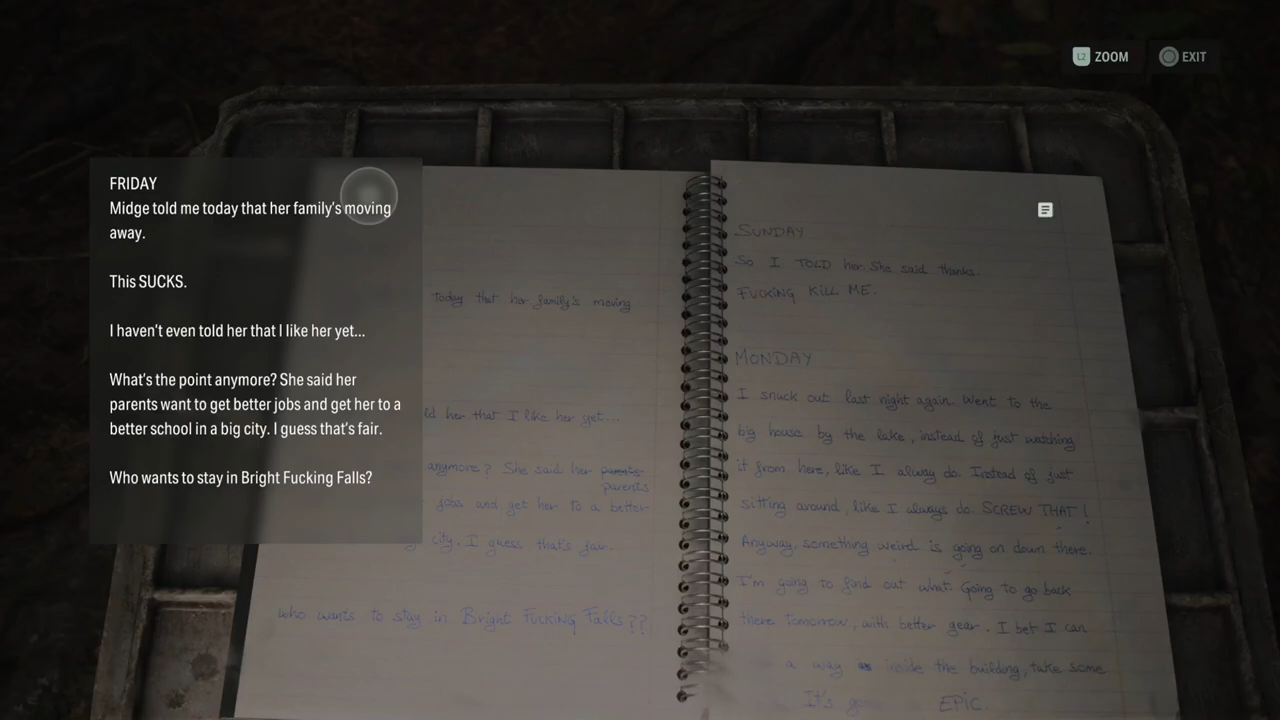 L2 ZOOM
EXIT
FRIDAY
Midge told me today that her family's moving
away.
This SUCKS.
I haven't even told her that I like her yet...
What's the point anymore? She said her
parents want to get better jobs and get her to a
better school in a big city. I guess that's fair.
Who wants to stay in Bright Fucking Falls?
today that her family's moving
ld her that I like her yet...
anymore? She said her parents
parents
jobs and get her to a better
city. I guess that's fair.
who wants to stay in Bright Fucking Falls??
SUNDAY
So I TOLD her. She said thanks.
FUCKING KILL ME.
MONDAY
I snuck out last night again. Went to the
big house by the lake, instead of just watching
it from here, like I always do. Instead of just
sitting around, like I always do. SCREW THAT!
Anyway, something weird is going on down there.
I'm going to find out what. Going to go back
there tomorrow, with better gear. I bet I can
a way inside the building, take some
It's EPIC